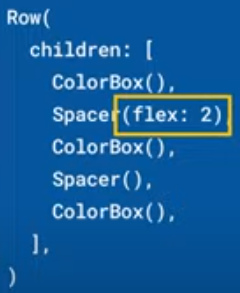 Row(
  children: [
    ColorBox(),
    Spacer(flex: 2),
    ColorBox(),
    Spacer(),
    ColorBox(),
  ],
)